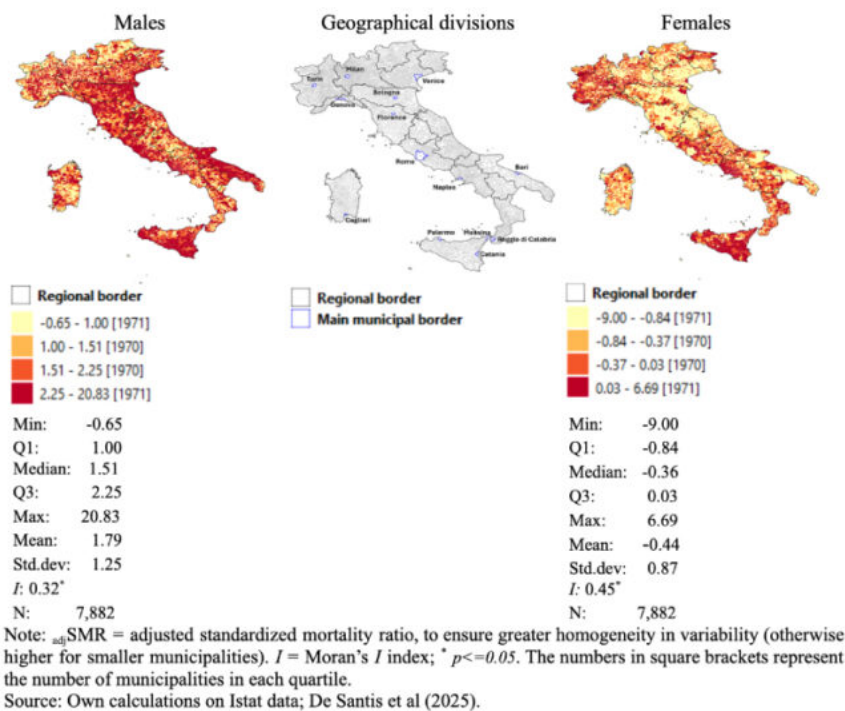 Males
Geographical divisions
Females
Turin
Milan
Venice
Genova
Bologna
Florence
Rome
Naples
Bari
Cagliari
Palermo
Reggio di Calabria
Catania
Regional border
-0.65 - 1.00 [1971]
1.00 - 1.51 [1970]
1.51 - 2.25 [1970]
2.25 - 20.83 [1971]
Regional border
Main municipal border
Regional border
-9.00 - -0.84 [1971]
-0.84 - -0.37 [1970]
-0.37 - 0.03 [1970]
0.03 - 6.69 [1971]
Min: -0.65
Q1: 1.00
Median: 1.51
Q3: 2.25
Max: 20.83
Mean: 1.79
Std.dev: 1.25
I: 0.32*
N: 7,882
Min: -9.00
Q1: -0.84
Median: -0.36
Q3: 0.03
Max: 6.69
Mean: -0.44
Std.dev: 0.87
I: 0.45*
N: 7,882
Note: adjSMR = adjusted standardized mortality ratio, to ensure greater homogeneity in variability (otherwise
higher for smaller municipalities). I = Moran's I index; * p<=0.05. The numbers in square brackets represent
the number of municipalities in each quartile.
Source: Own calculations on Istat data; De Santis et al (2025).